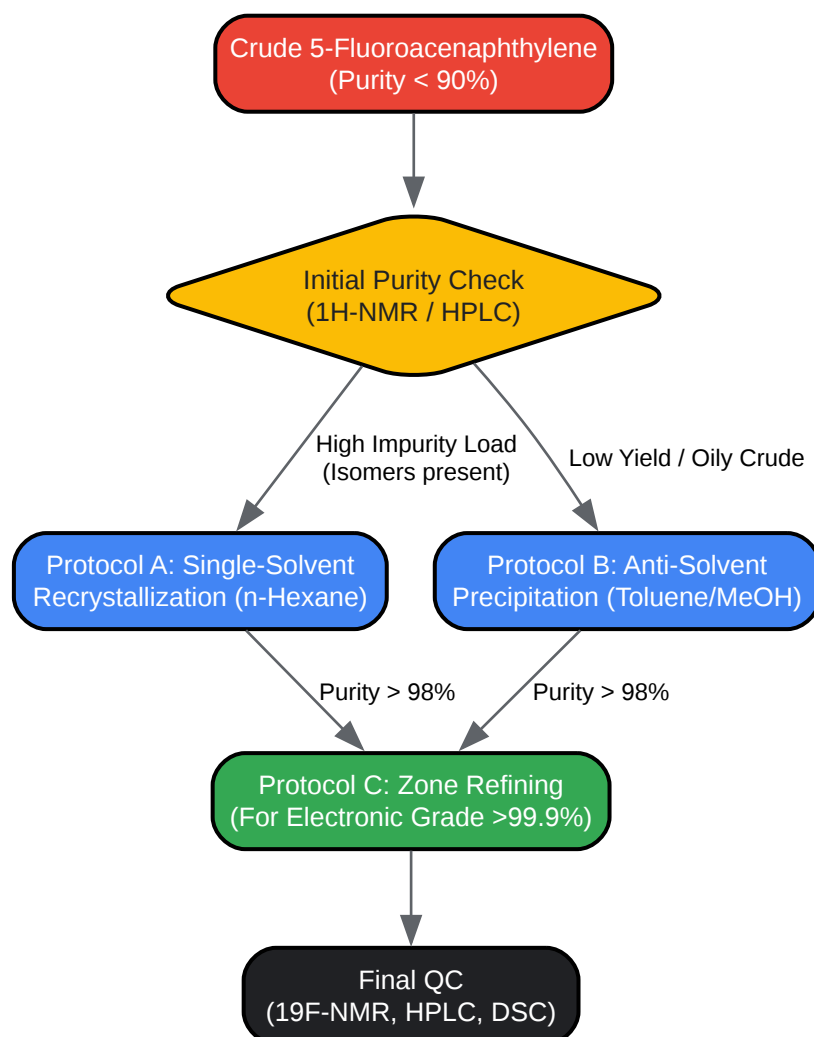 Crude 5-Fluoroacenaphthylene
(Purity < 90%)
Initial Purity Check
(1H-NMR / HPLC)
High Impurity Load
(Isomers present)
Low Yield / Oily Crude
Protocol A: Single-Solvent
Recrystallization (n-Hexane)
Protocol B: Anti-Solvent
Precipitation (Toluene/MeOH)
Purity > 98%
Purity > 98%
Protocol C: Zone Refining
(For Electronic Grade >99.9%)
Final QC
(19F-NMR, HPLC, DSC)